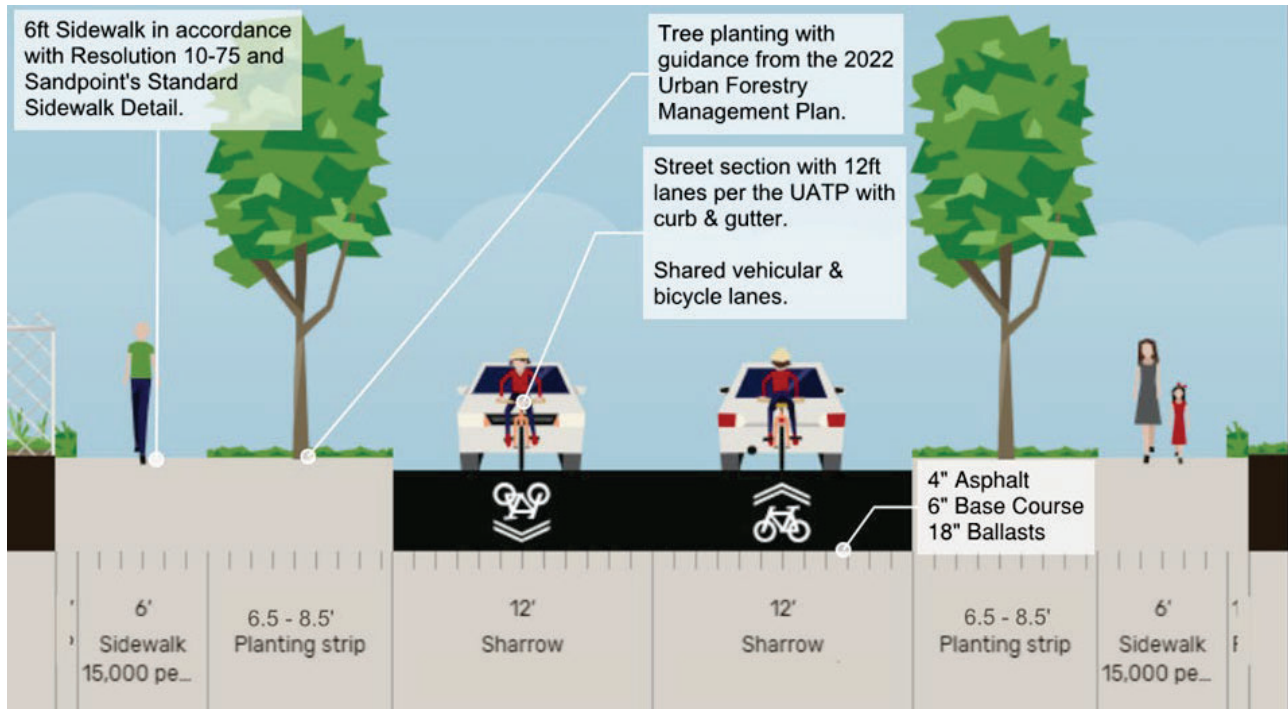 6ft Sidewalk in accordance
with Resolution 10-75 and
Sandpoint's Standard
Sidewalk Detail.
Tree planting with
guidance from the 2022
Urban Forestry
Management Plan.
Street section with 12ft
lanes per the UATP with
curb & gutter.
Shared vehicular &
bicycle lanes.
4" Asphalt
6" Base Course
18" Ballasts
6'
Sidewalk
15,000 pe...
6.5 - 8.5'
Planting strip
12'
Sharrow
12'
Sharrow
6.5 - 8.5'
Planting strip
6'
Sidewalk
15,000 pe...